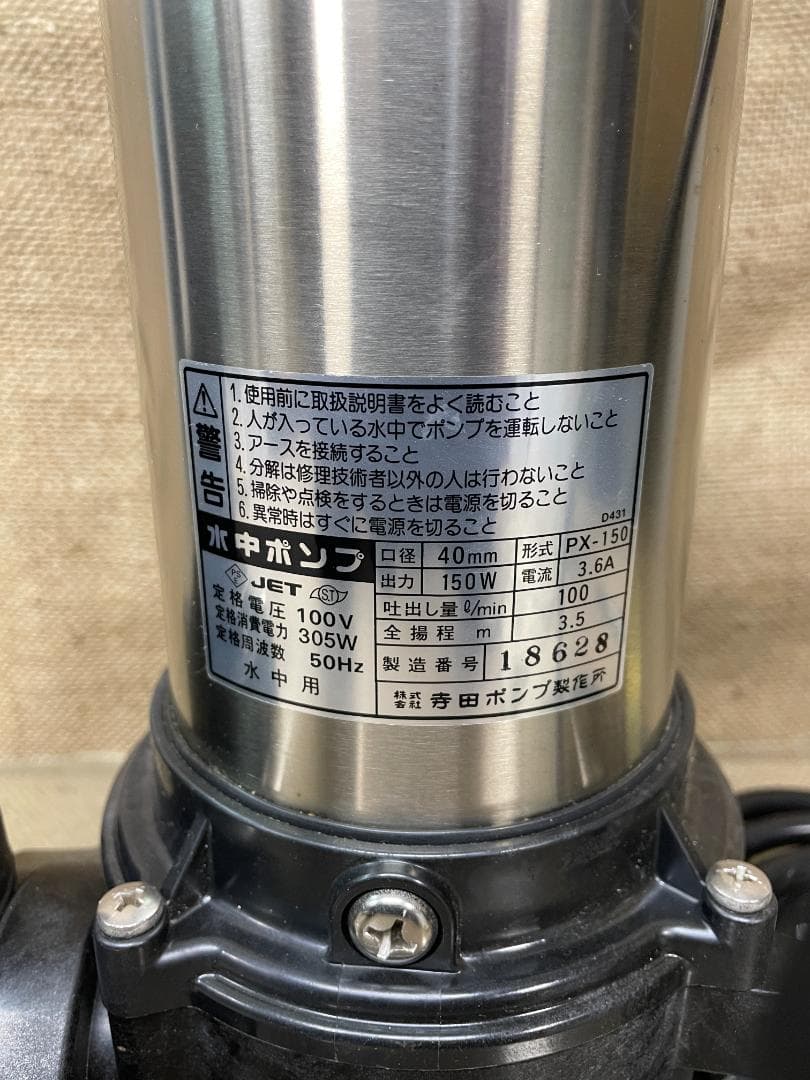 警告
1. 使用前に取扱説明書をよく読むこと
2. 人が入っている水中でポンプを運転しないこと
3. アースを接続すること
4. 分解は修理技術者以外の人は行わないこと
5. 掃除や点検をするときは電源を切ること
6. 異常時はすぐに電源を切ること
D431
水中ポンプ
PS E JET S.T
定格電圧 100V
定格消費電力 305W
定格周波数 50Hz
水中用
口径 40mm 形式 PX-150
出力 150W 電流 3.6A
吐出し量 ℓ/min 100
全揚程 m 3.5
製造番号 18628
株式会社 寺田ポンプ製作所